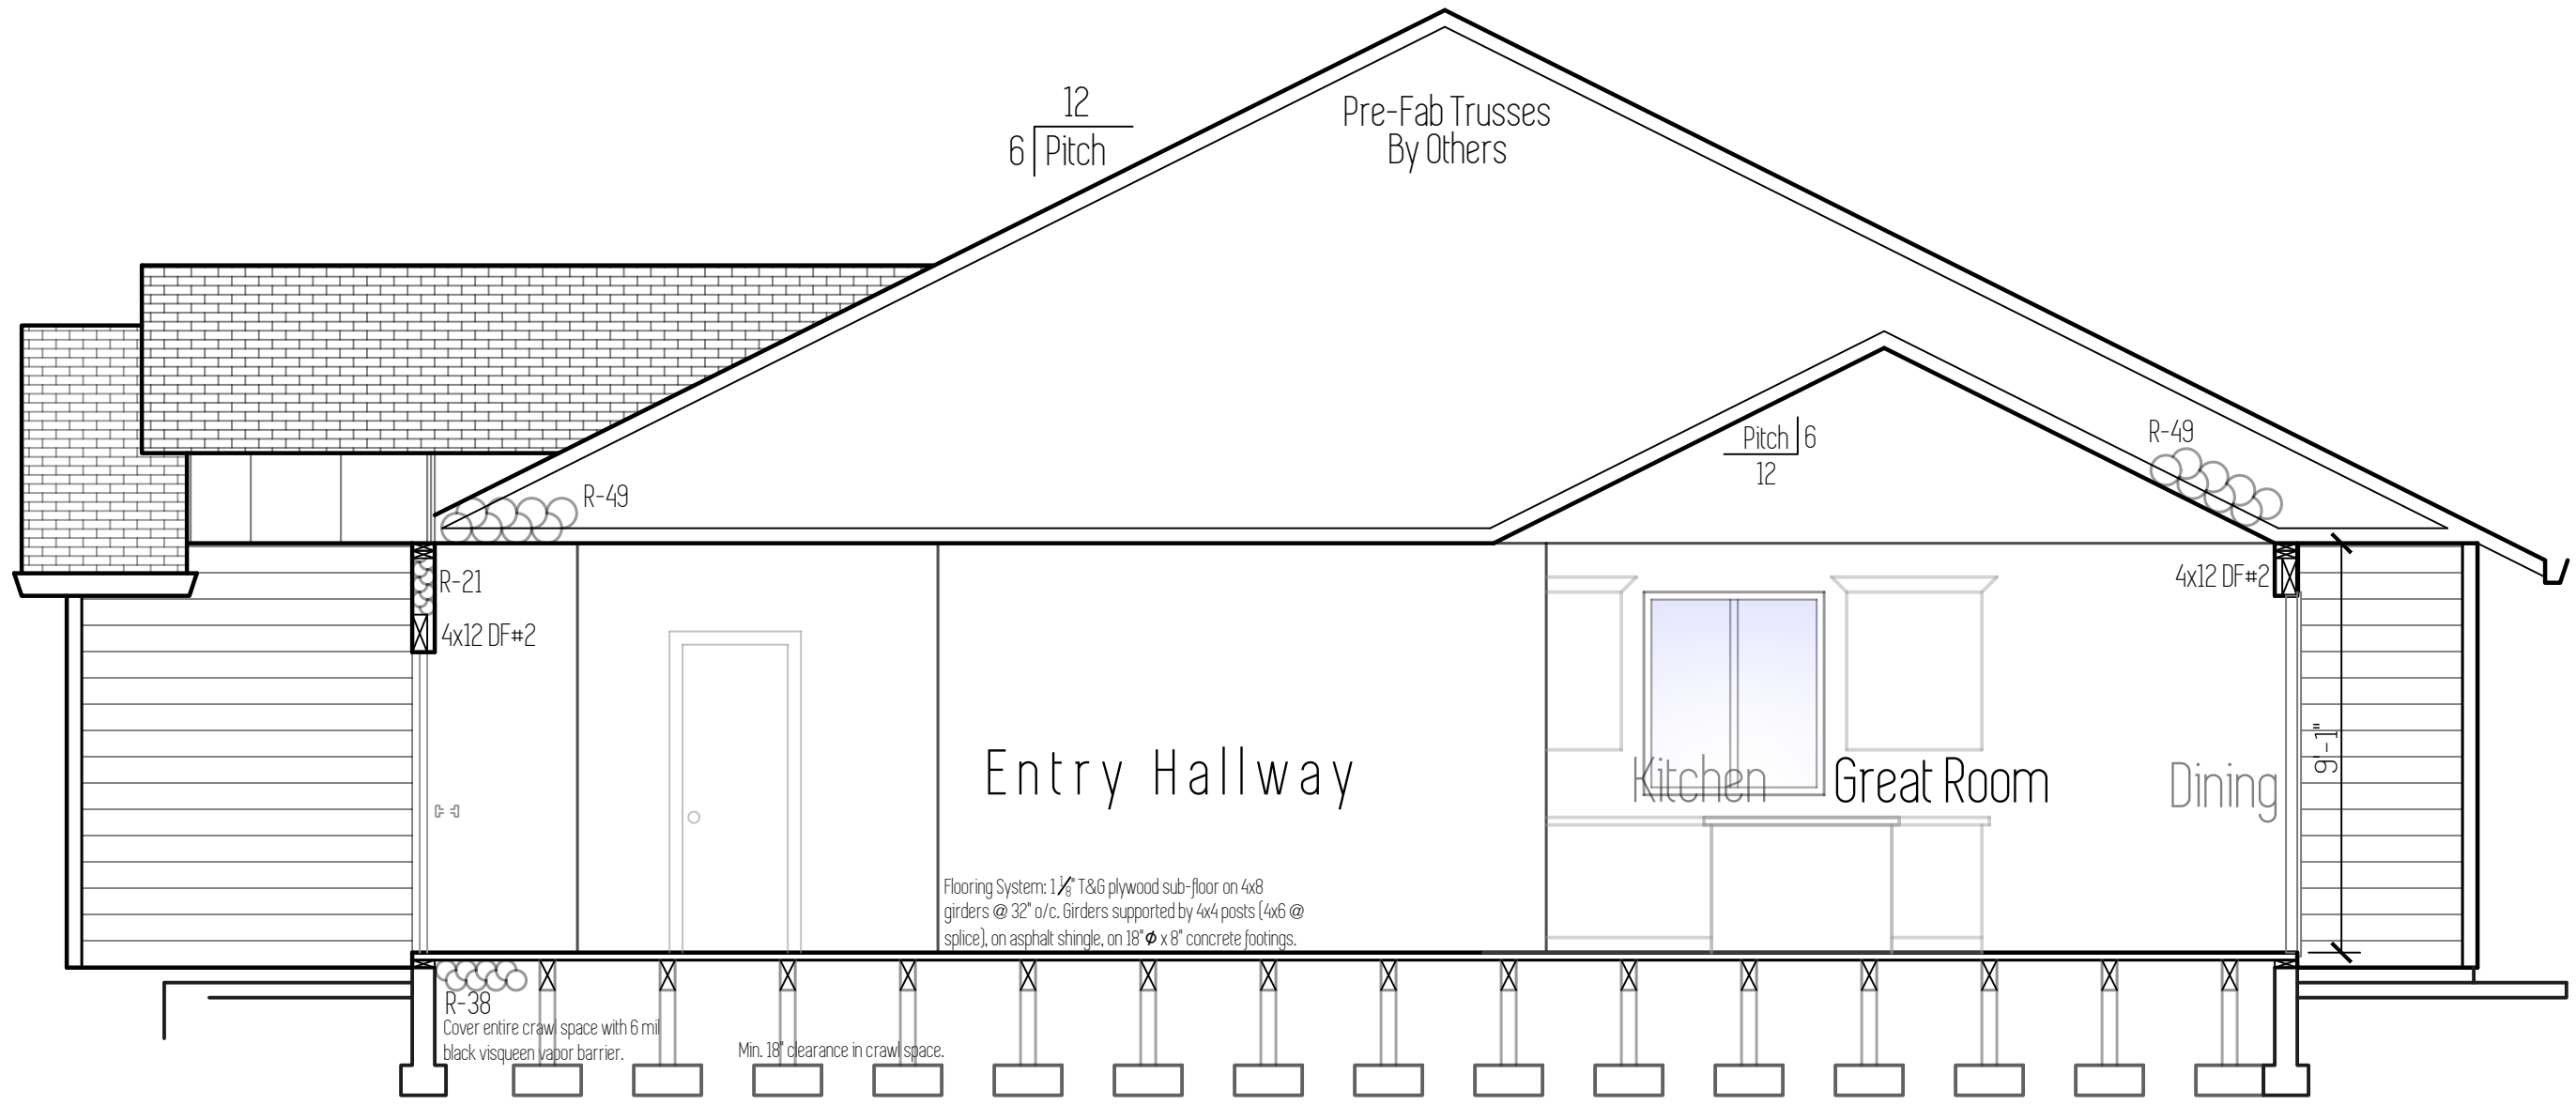 12
6 Pitch
Pre-Fab Trusses
By Others
Pitch 6
12
R-49
R-49
R-21
4x12 DF#2
4x12 DF#2
Entry Hallway
Kitchen
Great Room
Dining
9'-1"
Flooring System: 1 1/8" T&G plywood sub-floor on 4x8
girders @ 32" o/c. Girders supported by 4x4 posts (4x6 @
splice), on asphalt shingle, on 18"Ø x 8" concrete footings.
R-38
Cover entire crawl space with 6 mil
black visqueen vapor barrier.
Min. 18" clearance in crawl space.